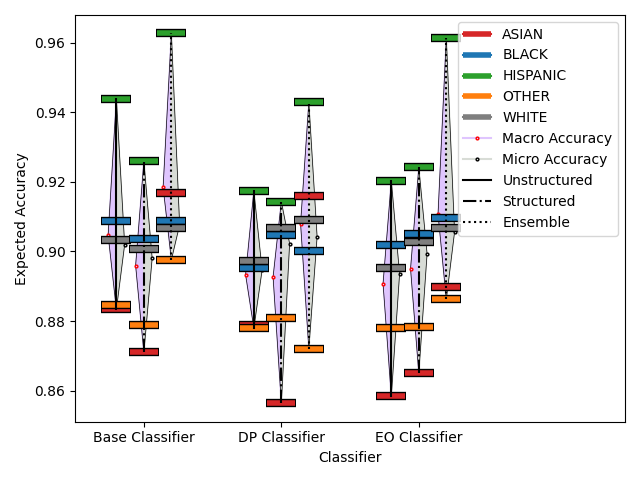 0.96
0.94
0.92
0.90
0.88
0.86
Expected Accuracy
ASIAN
BLACK
HISPANIC
OTHER
WHITE
Macro Accuracy
Micro Accuracy
Unstructured
Structured
Ensemble
Base Classifier
DP Classifier
EO Classifier
Classifier